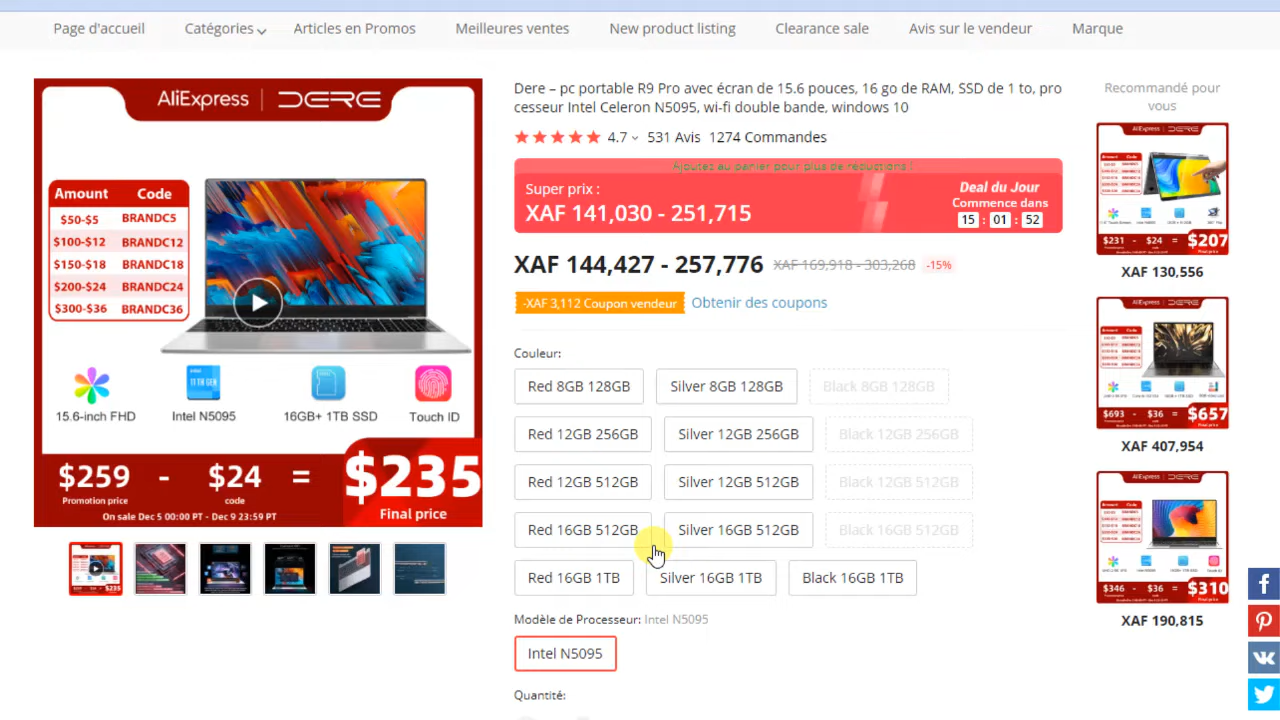 Page d'accueil Catégories Articles en Promos Meilleures ventes New product listing Clearance sale Avis sur le vendeur Marque
AliExpress | DERE
Amount Code
$50-$5 BRANDC5
$100-$12 BRANDC12
$150-$18 BRANDC18
$200-$24 BRANDC24
$300-$36 BRANDC36
15.6-inch FHD Intel N5095 16GB+ 1TB SSD Touch ID
intel 11TH GEN
$259 - $24 = $235
Promotion price code Final price
On sale Dec 5 00:00 PT - Dec 9 23:59 PT
Dere – pc portable R9 Pro avec écran de 15.6 pouces, 16 go de RAM, SSD de 1 to, pro
cesseur Intel Celeron N5095, wi-fi double bande, windows 10
4.7 531 Avis 1274 Commandes
Ajoutez au panier pour plus de réductions !
Super prix :
XAF 141,030 - 251,715
Deal du Jour
Commence dans
15 : 01 : 52
XAF 144,427 - 257,776 XAF 169,918 - 303,268 -15%
-XAF 3,112 Coupon vendeur Obtenir des coupons
Couleur:
Red 8GB 128GB Silver 8GB 128GB Black 8GB 128GB
Red 12GB 256GB Silver 12GB 256GB Black 12GB 256GB
Red 12GB 512GB Silver 12GB 512GB Black 12GB 512GB
Red 16GB 512GB Silver 16GB 512GB Black 16GB 512GB
Red 16GB 1TB Silver 16GB 1TB Black 16GB 1TB
Modèle de Processeur: Intel N5095
Intel N5095
Quantité:
Recommandé pour
vous
AliExpress | DERE
$231 - $24 = $207
XAF 130,556
AliExpress | DERE
$693 - $36 = $657
XAF 407,954
AliExpress | DERE
$346 - $36 = $310
XAF 190,815